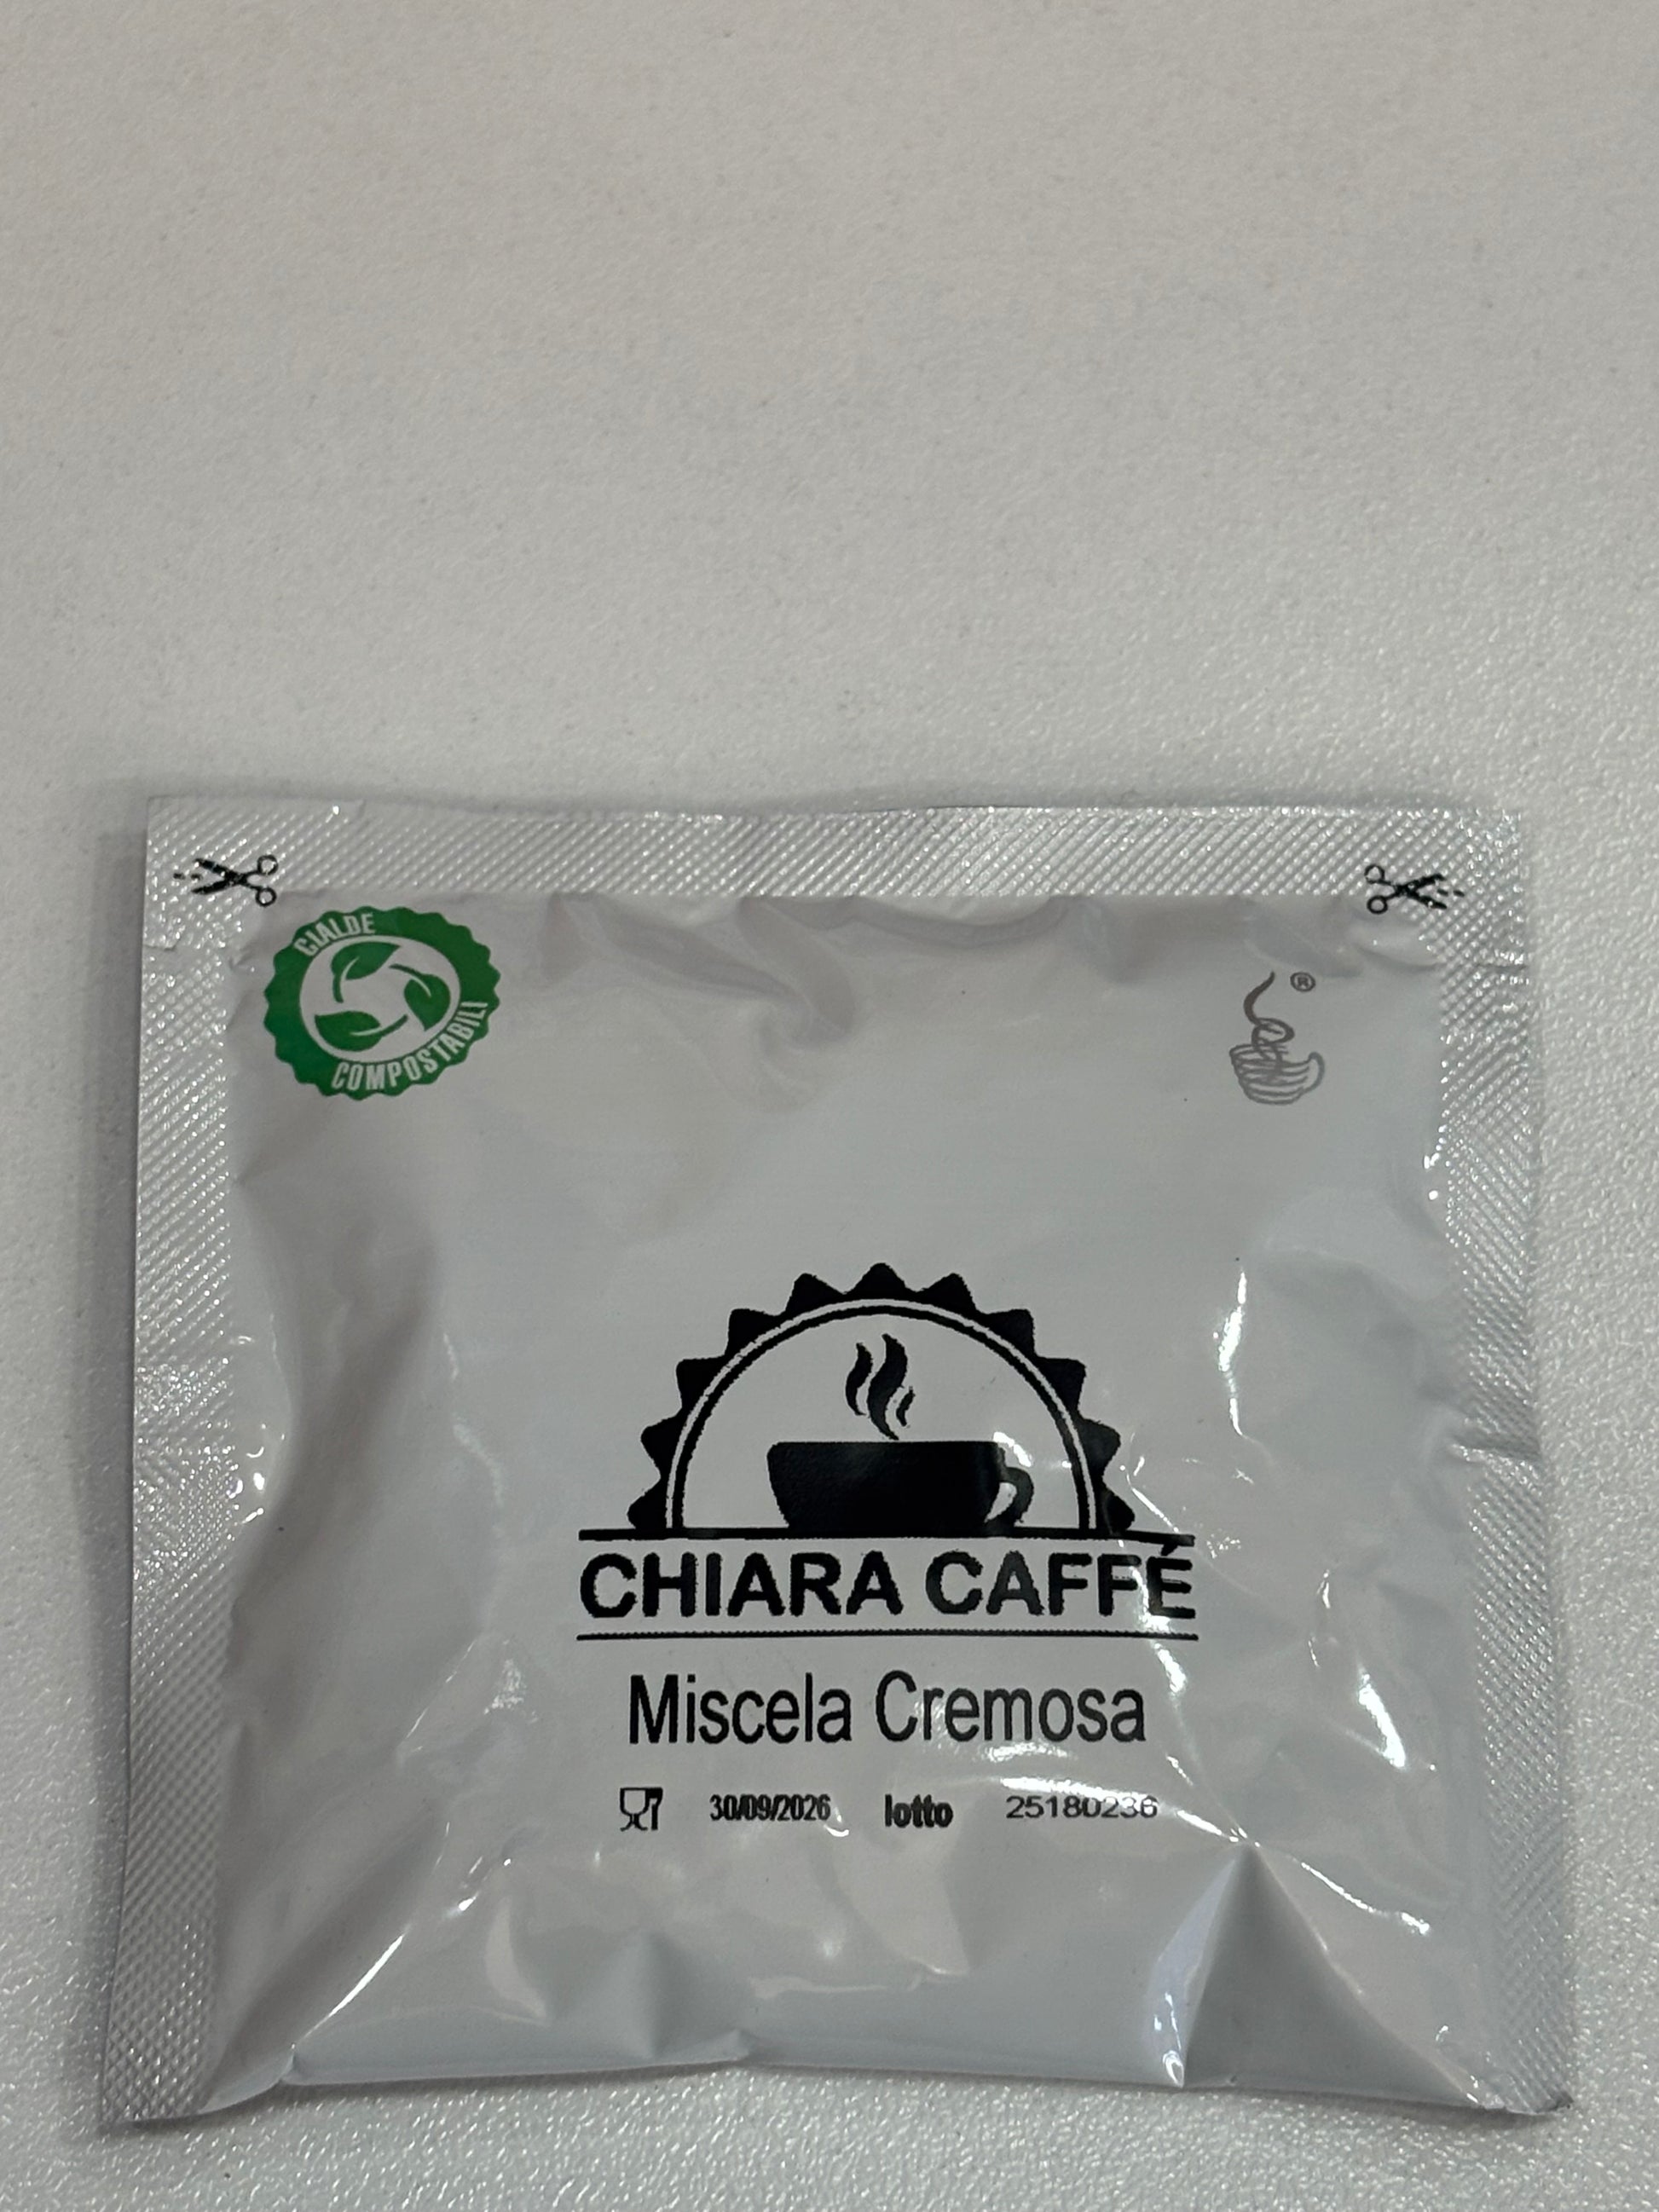 CIALDE
COMPOSTABILI
®
CHIARA CAFFÉ
Miscela Cremosa
30/09/2026 lotto 25180236